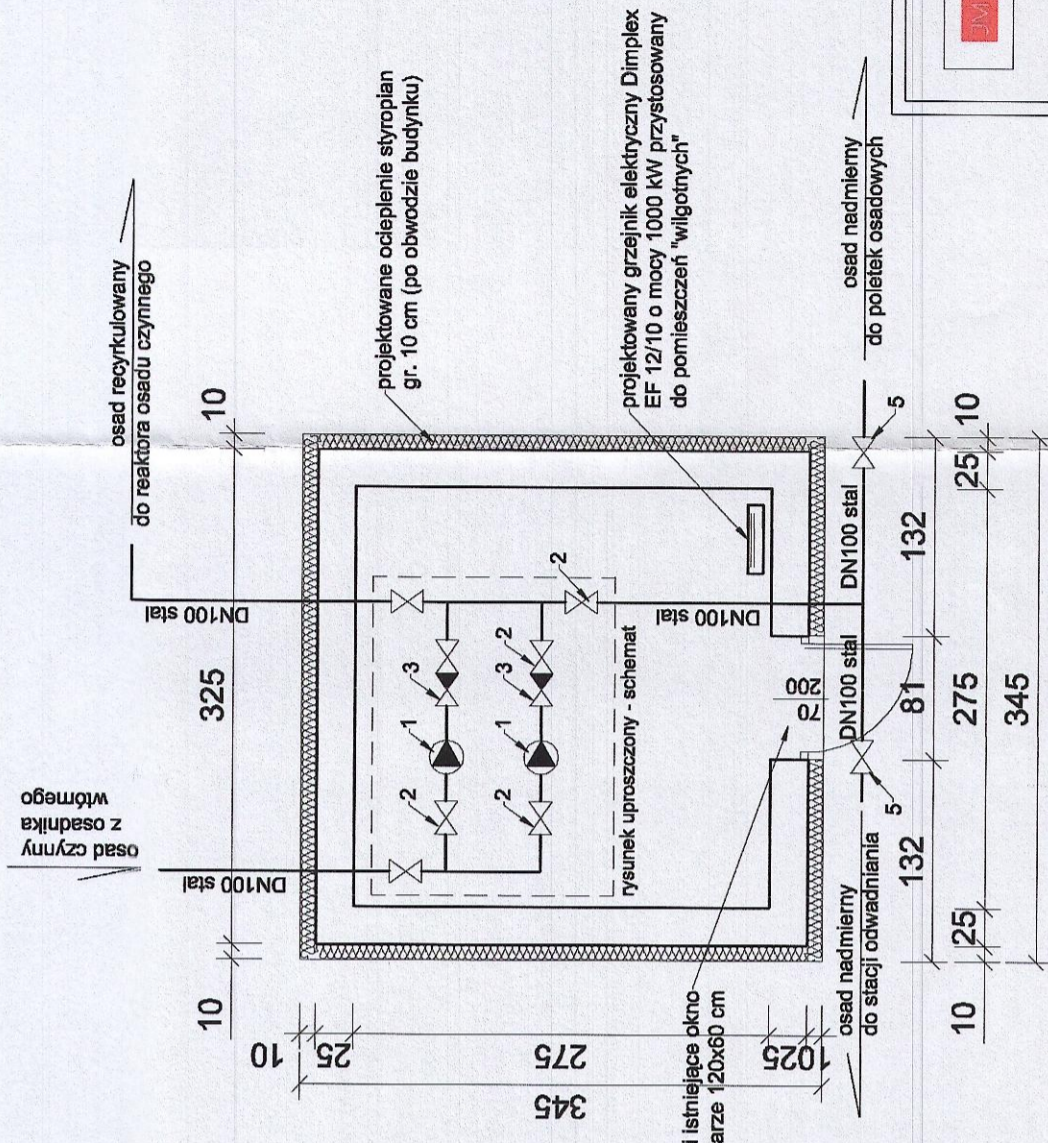 osad czynny
z osadnika
wtórnego
osad recyrkulowany
do reaktora osadu czynnego
10
325
10
DN100 stal
DN100 stal
projektowane ocieplenie styropian
gr. 10 cm (po obwodzie budynku)
2
1
3
2
1
3
2
2
rysunek uproszczony - schemat
DN100 stal
projektowany grzejnik elektryczny Dimplex
EF 12/10 o mocy 1000 kW przystosowany
do pomieszczeń "wilgotnych"
10
25
275
1025
345
70
200
i istniejące okno
arze 120x60 cm
DN100 stal
DN100 stal
5
5
osad nadmierny
do stacji odwadniania
osad nadmierny
do poletek osadowych
132
81
132
10
25
275
25
10
345